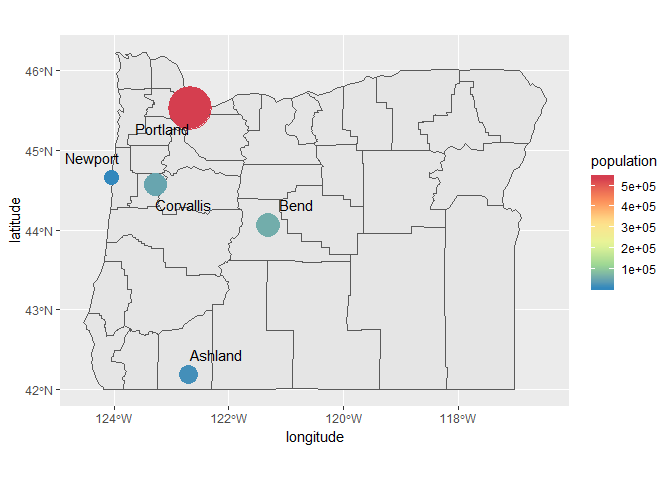 46°N
Portland
45°N
Newport
Corvallis
Bend
44°N
43°N
Ashland
42°N
124°W
122°W
120°W
118°W
longitude
latitude
population
5e+05
4e+05
3e+05
2e+05
1e+05